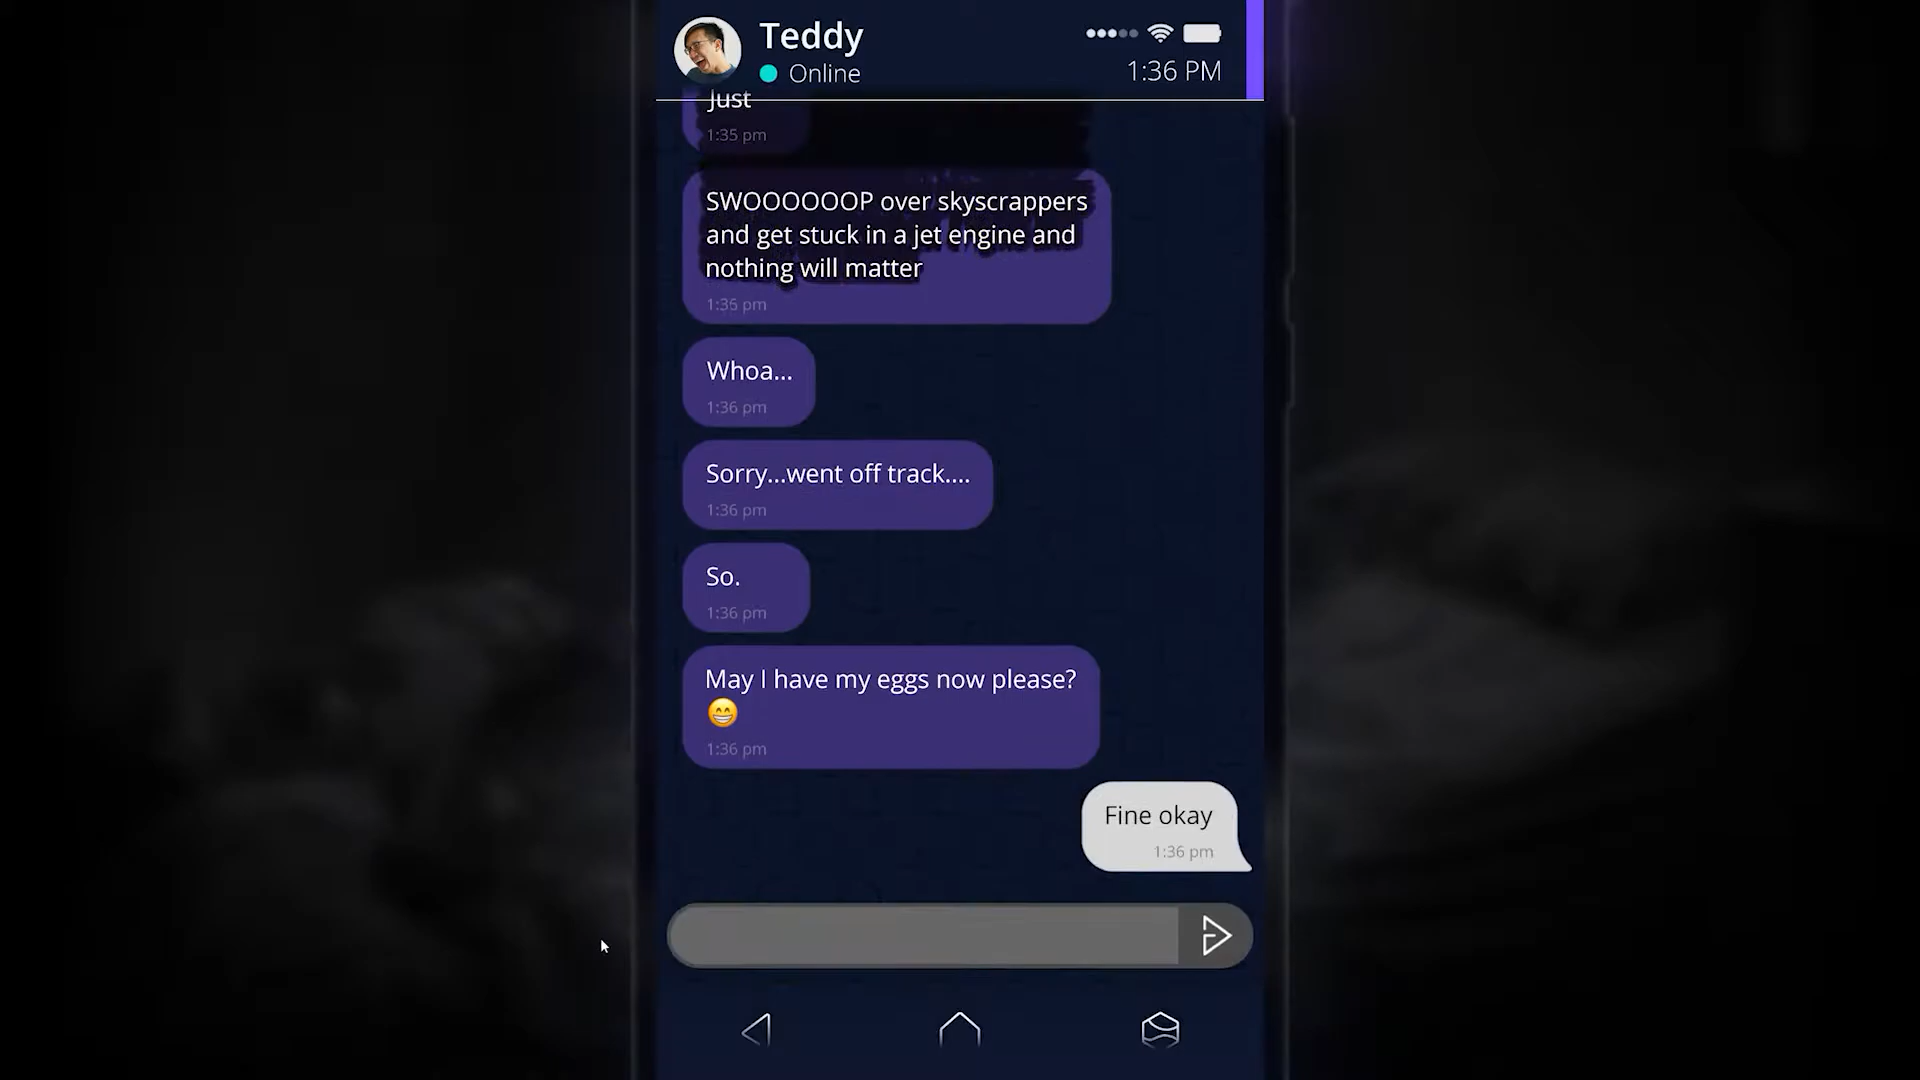 Teddy
Online
1:36 PM
Just
1:35 pm
SWOOOOOOP over skyscrappers
and get stuck in a jet engine and
nothing will matter
1:35 pm
Whoa...
1:36 pm
Sorry...went off track....
1:36 pm
So.
1:36 pm
May I have my eggs now please?
😁
1:36 pm
Fine okay
1:36 pm